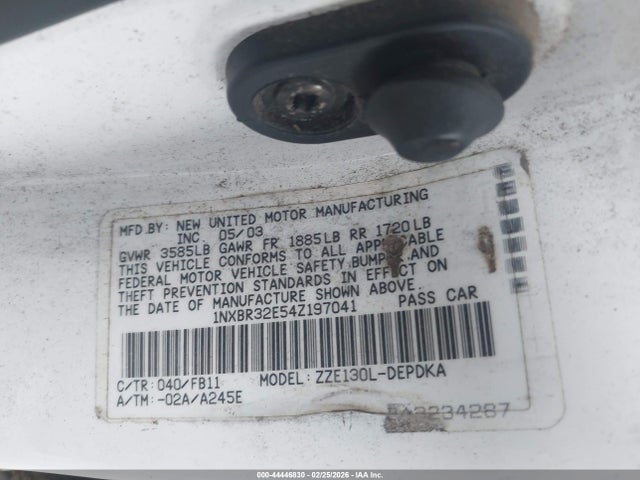 MFD.BY: NEW UNITED MOTOR MANUFACTURING
INC. 05/03
GVWR 3585LB GAWR FR 1885LB RR 1720LB
THIS VEHICLE CONFORMS TO ALL APPLICABLE
FEDERAL MOTOR VEHICLE SAFETY, BUMPER, AND
THEFT PREVENTION STANDARDS IN EFFECT ON
THE DATE OF MANUFACTURE SHOWN ABOVE.
1NXBR32E54Z197041 PASS CAR
C/TR: 040/FB11 MODEL: ZZE130L-DEPDKA
A/TM: -02A/A245E
000-44446830 - 02/25/2026 - IAA, Inc.